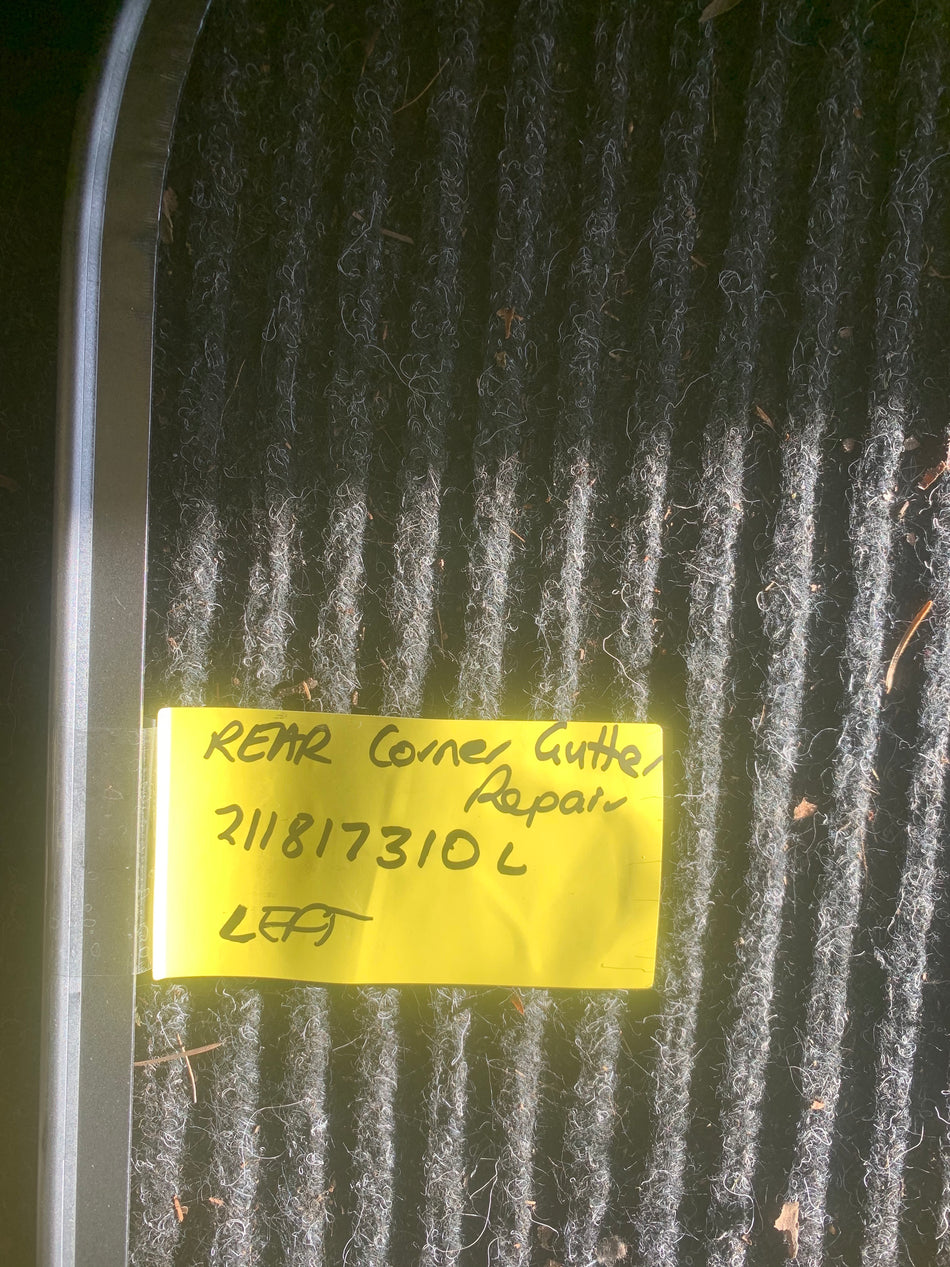 REAR Corner Gutter
Repair
211817310 L
LEFT